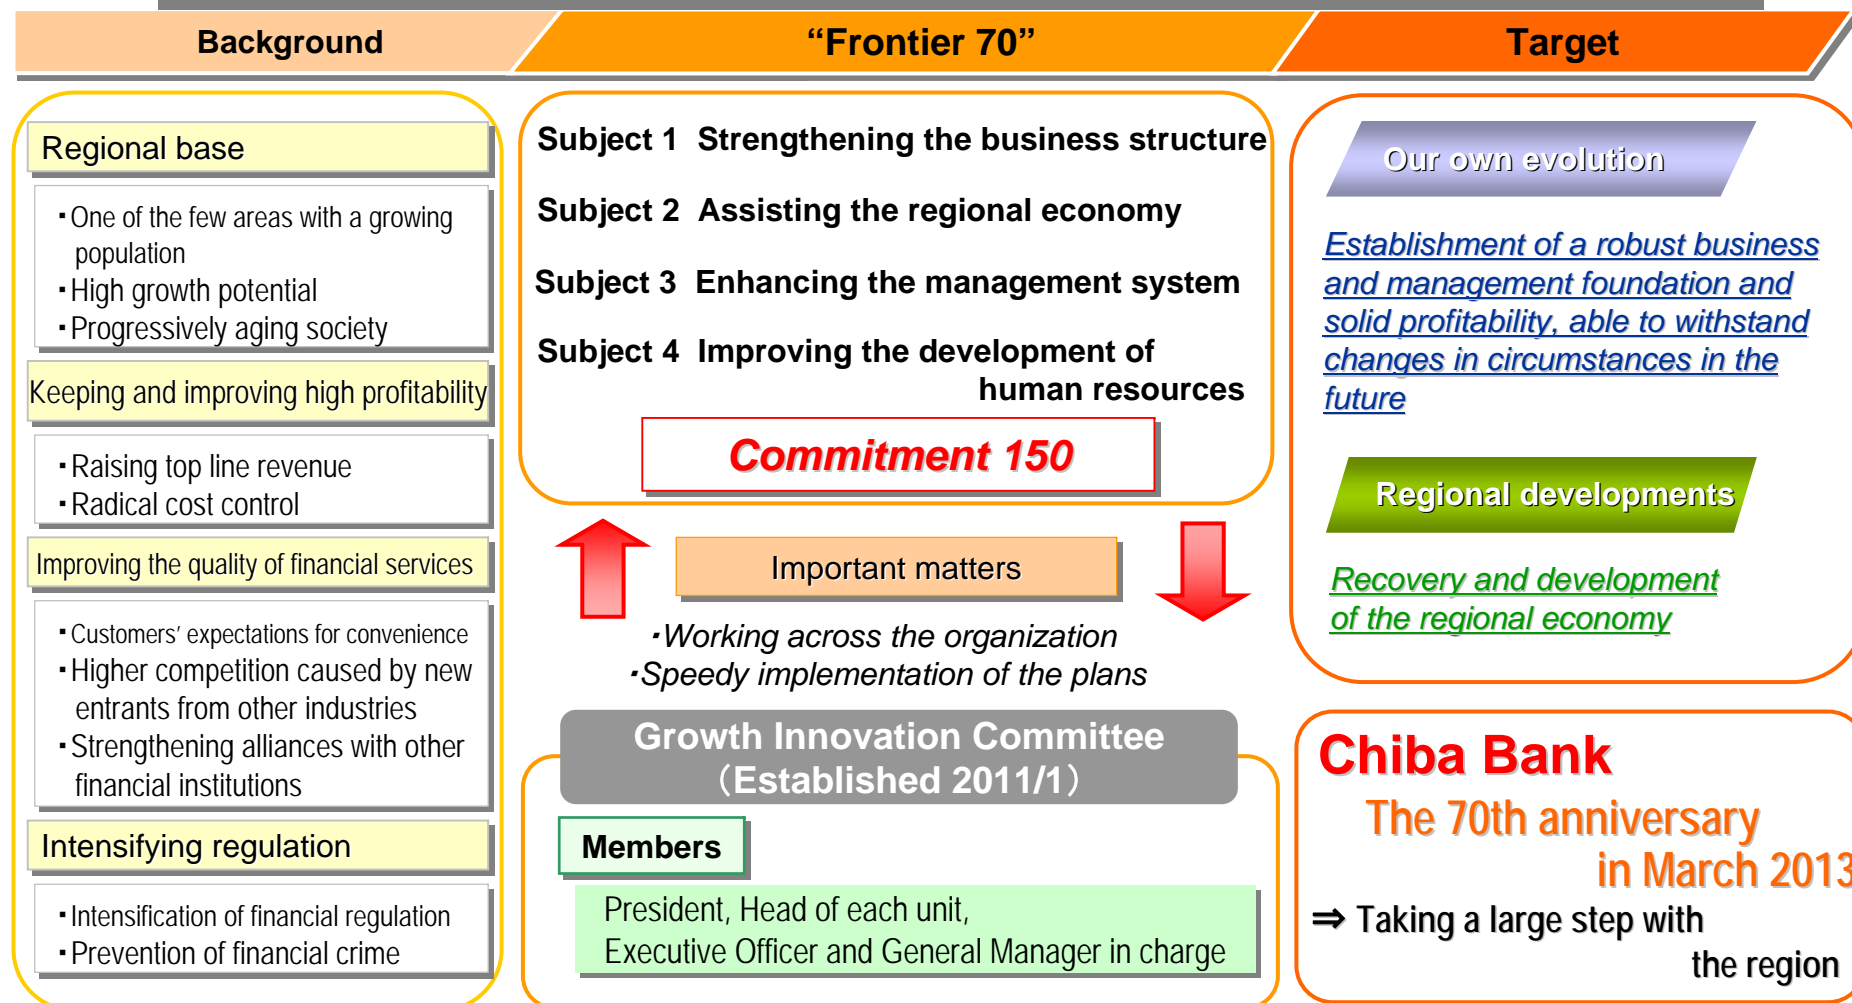 Background
“Frontier 70”
Target
Regional base
・One of the few areas with a growing
population
・High growth potential
・Progressively aging society
Keeping and improving high profitability
・Raising top line revenue
・Radical cost control
Improving the quality of financial services
・Customers’ expectations for convenience
・Higher competition caused by new
entrants from other industries
・Strengthening alliances with other
financial institutions
Intensifying regulation
・Intensification of financial regulation
・Prevention of financial crime
Subject 1 Strengthening the business structure
Subject 2 Assisting the regional economy
Subject 3 Enhancing the management system
Subject 4 Improving the development of
human resources
Commitment 150
Important matters
・Working across the organization
・Speedy implementation of the plans
Growth Innovation Committee
（Established 2011/1）
Members
President, Head of each unit,
Executive Officer and General Manager in charge
Our own evolution
Establishment of a robust business
and management foundation and
solid profitability, able to withstand
changes in circumstances in the
future
Regional developments
Recovery and development
of the regional economy
Chiba Bank
The 70th anniversary
in March 2013
⇒ Taking a large step with
the region